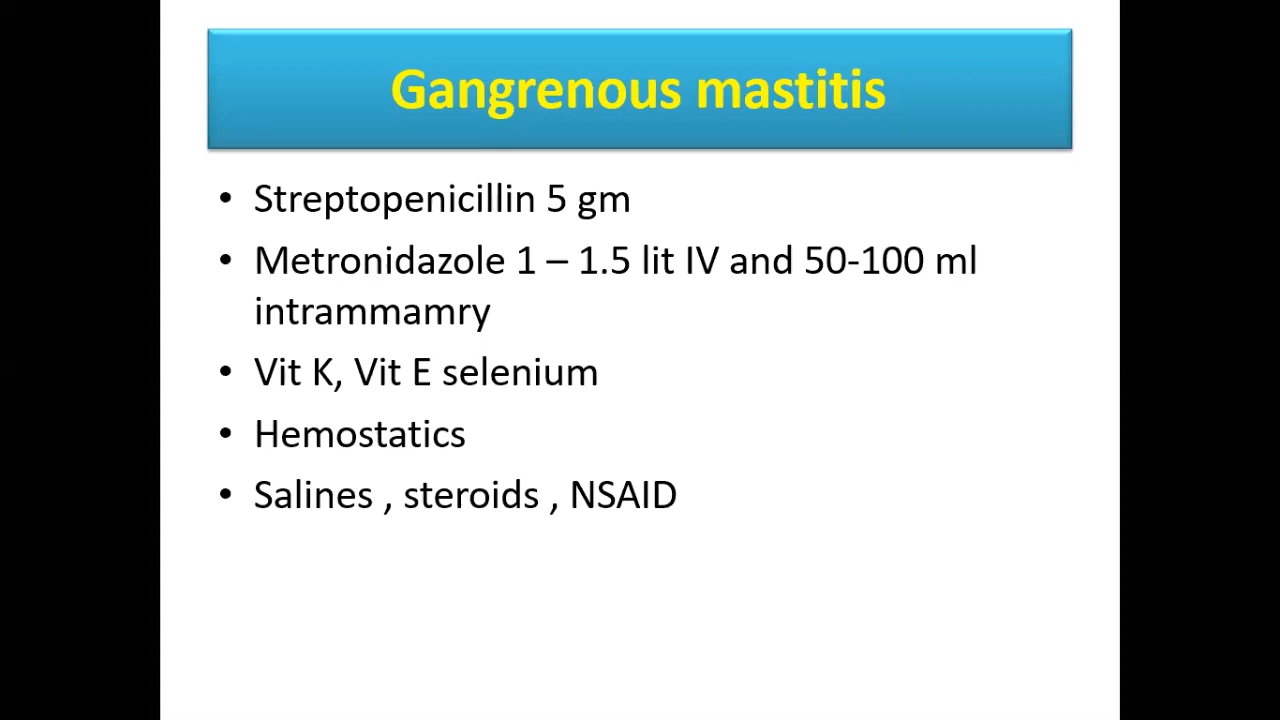 Gangrenous mastitis
• Streptopenicillin 5 gm
• Metronidazole 1 – 1.5 lit IV and 50-100 ml
intrammamry
• Vit K, Vit E selenium
• Hemostatics
• Salines , steroids , NSAID